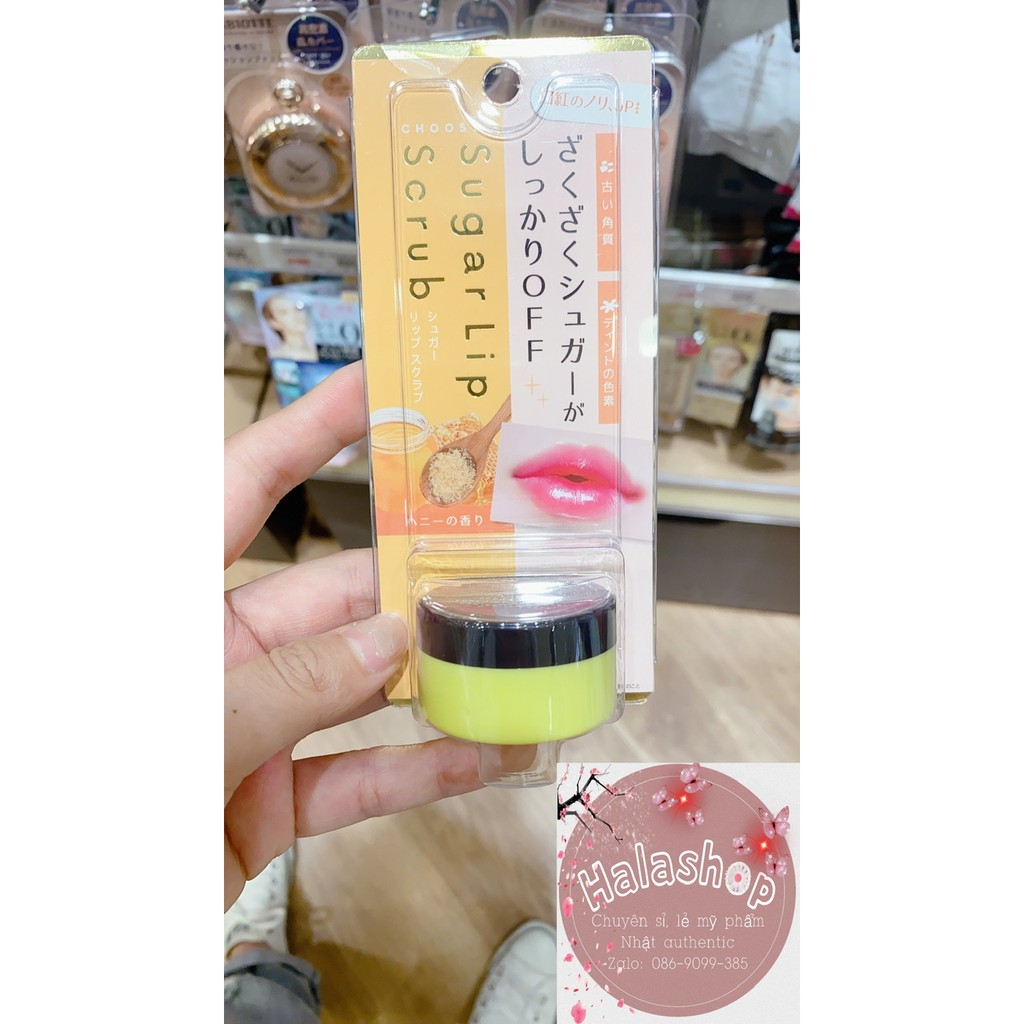 口紅のノリUP
CHOOS
Sugar Lip
Scrub
シュガー
リップスクラブ
ざくざくシュガーが
しっかりOFF
古い角質
ティントの色素
ハニーの香り
Halashop
Chuyên sỉ, lẻ mỹ phẩm
Nhật authentic
Zalo: 086-9099-385